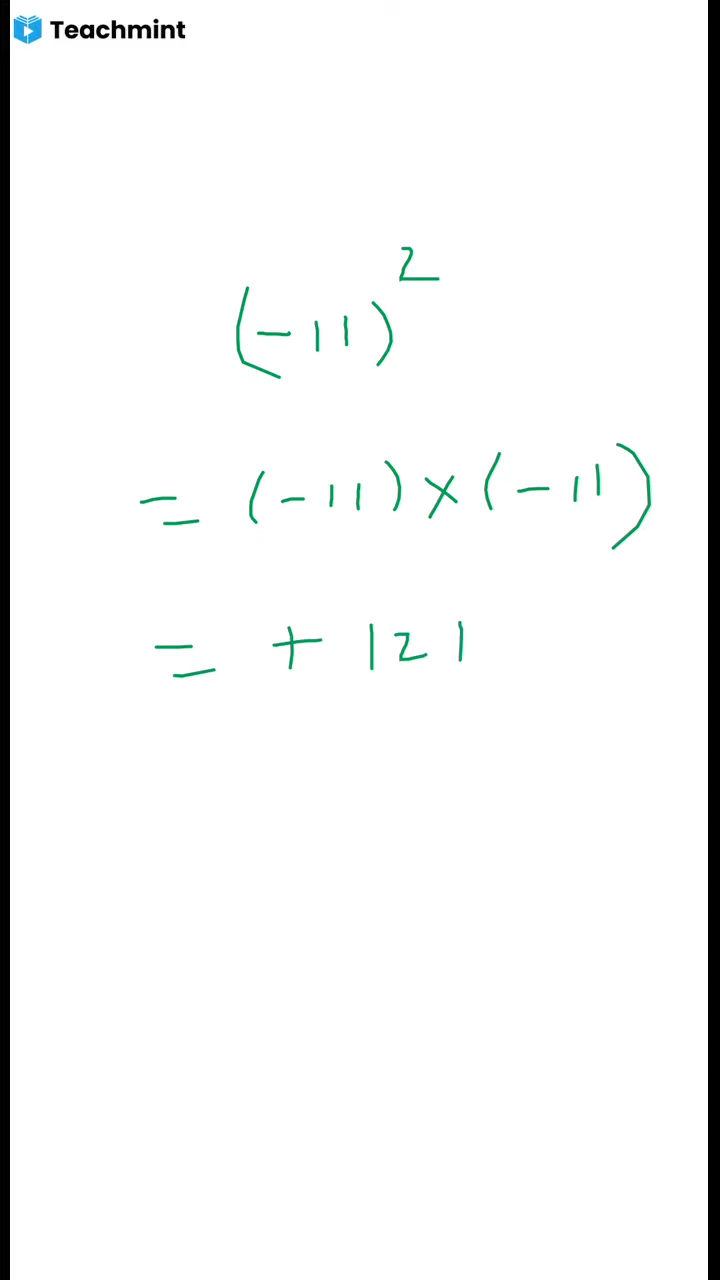 Teachmint
(-11)²
= (-11) × (-11)
= + 121